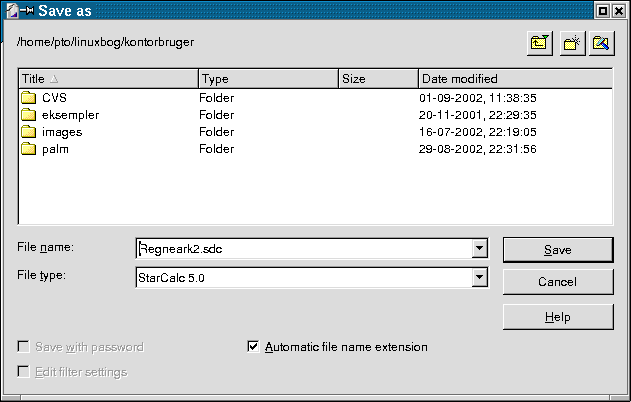 Save as
/home/pto/linuxbog/kontorbruger
Title Type Size Date modified
CVS Folder 01-09-2002, 11:38:35
eksempler Folder 20-11-2001, 22:29:35
images Folder 16-07-2002, 22:19:05
palm Folder 29-08-2002, 22:31:56
File name: Regneark2.sdc Save
File type: StarCalc 5.0
Cancel
Help
Save with password Automatic file name extension
Edit filter settings